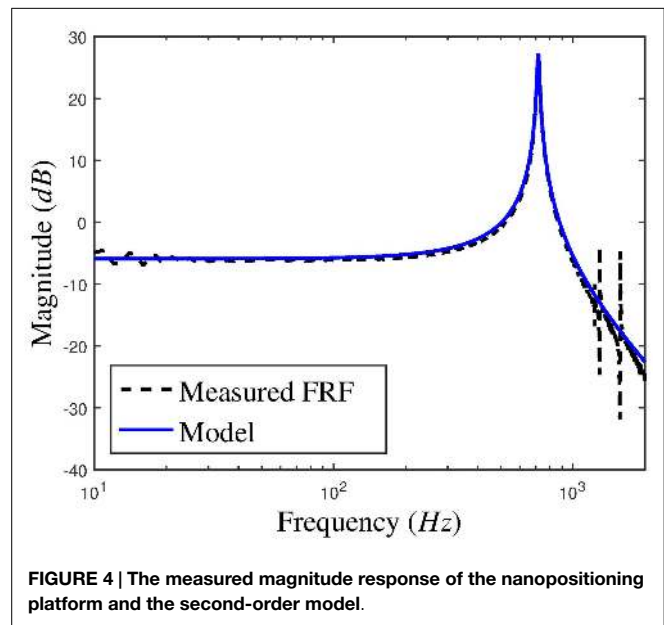 30
20
10
0
-10
-20
-30
-40
Magnitude (dB)
Measured FRF
Model
10^1
10^2
10^3
Frequency (Hz)
FIGURE 4 | The measured magnitude response of the nanopositioning
platform and the second-order model.